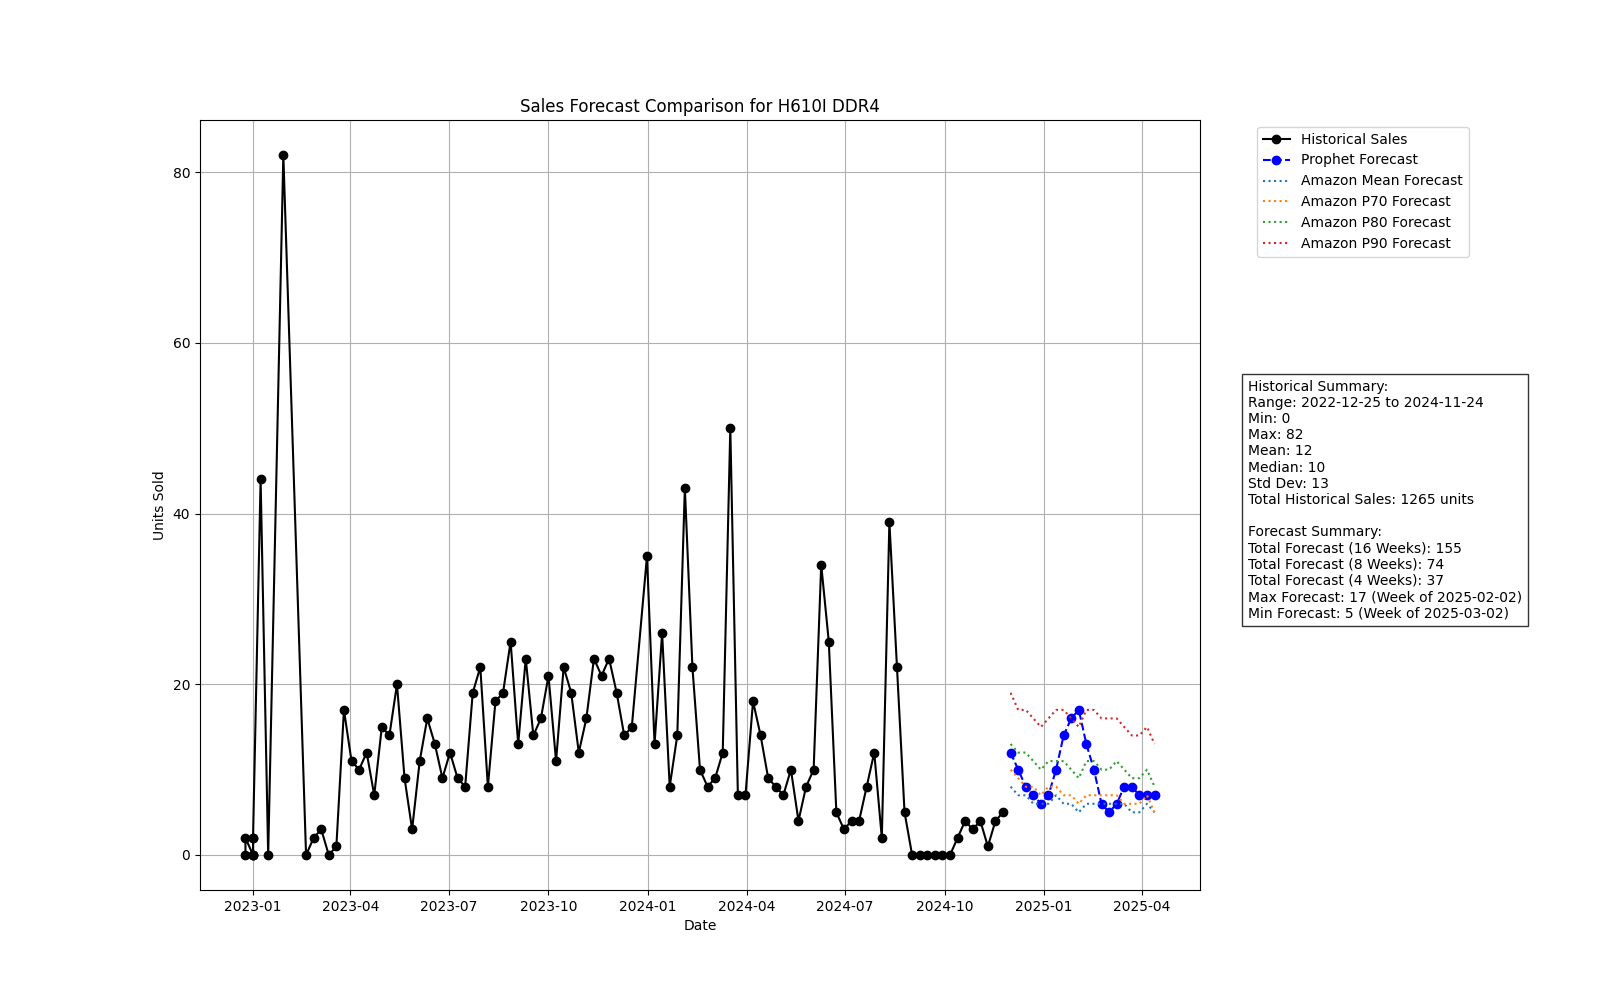 Sales Forecast Comparison for H610I DDR4
Units Sold
80
60
40
20
0
2023-01
2023-04
2023-07
2023-10
2024-01
2024-04
2024-07
2024-10
2025-01
2025-04
Date
Historical Sales
Prophet Forecast
Amazon Mean Forecast
Amazon P70 Forecast
Amazon P80 Forecast
Amazon P90 Forecast
Historical Summary:
Range: 2022-12-25 to 2024-11-24
Min: 0
Max: 82
Mean: 12
Median: 10
Std Dev: 13
Total Historical Sales: 1265 units
Forecast Summary:
Total Forecast (16 Weeks): 155
Total Forecast (8 Weeks): 74
Total Forecast (4 Weeks): 37
Max Forecast: 17 (Week of 2025-02-02)
Min Forecast: 5 (Week of 2025-03-02)